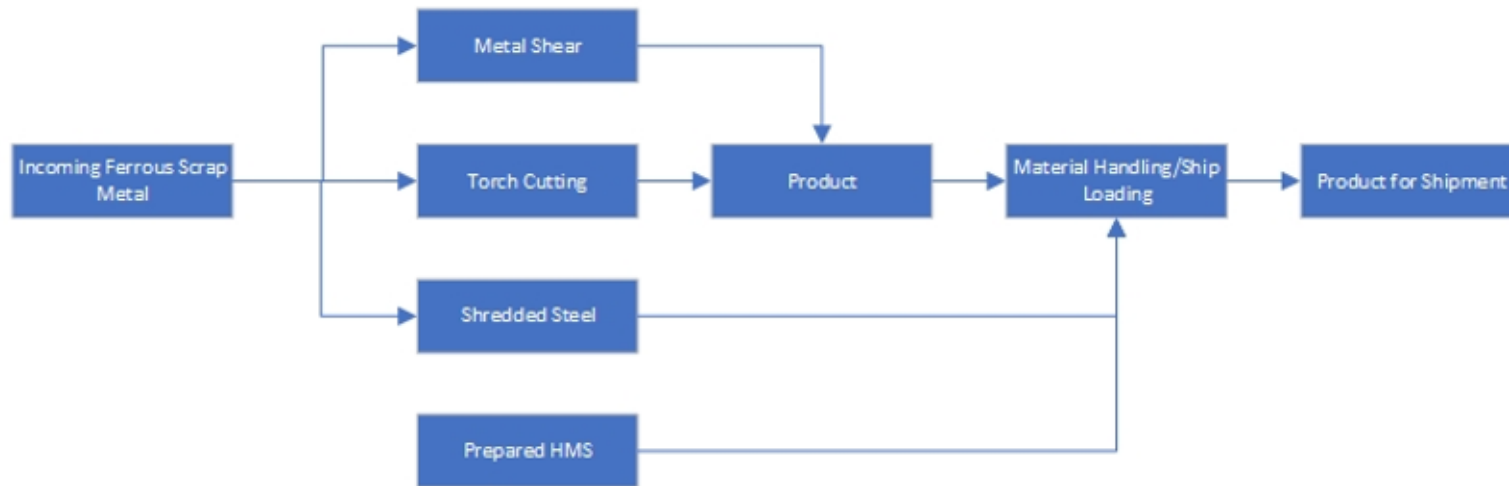 Metal Shear
Incoming Ferrous Scrap
Metal
Torch Cutting
Product
Material Handling/Ship
Loading
Product for Shipment
Shredded Steel
Prepared HMS